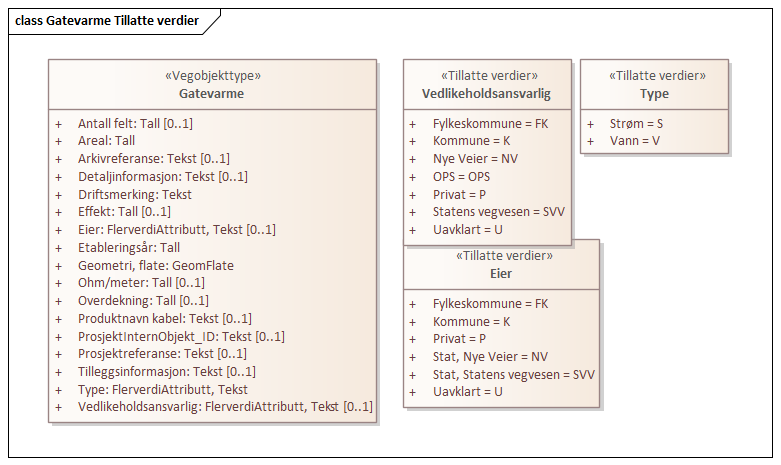 class Gatevarme Tillatte verdier
«Vegobjekttype»
Gatevarme
+ Antall felt: Tall [0..1]
+ Areal: Tall
+ Arkivreferanse: Tekst [0..1]
+ Detaljinformasjon: Tekst [0..1]
+ Driftsmerking: Tekst
+ Effekt: Tall [0..1]
+ Eier: FlerverdiAttributt, Tekst [0..1]
+ Etableringsår: Tall
+ Geometri, flate: GeomFlate
+ Ohm/meter: Tall [0..1]
+ Overdekning: Tall [0..1]
+ Produktnavn kabel: Tekst [0..1]
+ ProsjektInternObjekt_ID: Tekst [0..1]
+ Prosjektreferanse: Tekst [0..1]
+ Tilleggsinformasjon: Tekst [0..1]
+ Type: FlerverdiAttributt, Tekst
+ Vedlikeholdsansvarlig: FlerverdiAttributt, Tekst [0..1]
«Tillatte verdier»
Vedlikeholdsansvarlig
+ Fylkeskommune = FK
+ Kommune = K
+ Nye Veier = NV
+ OPS = OPS
+ Privat = P
+ Statens vegvesen = SVV
+ Uavklart = U
«Tillatte verdier»
Type
+ Strøm = S
+ Vann = V
«Tillatte verdier»
Eier
+ Fylkeskommune = FK
+ Kommune = K
+ Privat = P
+ Stat, Nye Veier = NV
+ Stat, Statens vegvesen = SVV
+ Uavklart = U